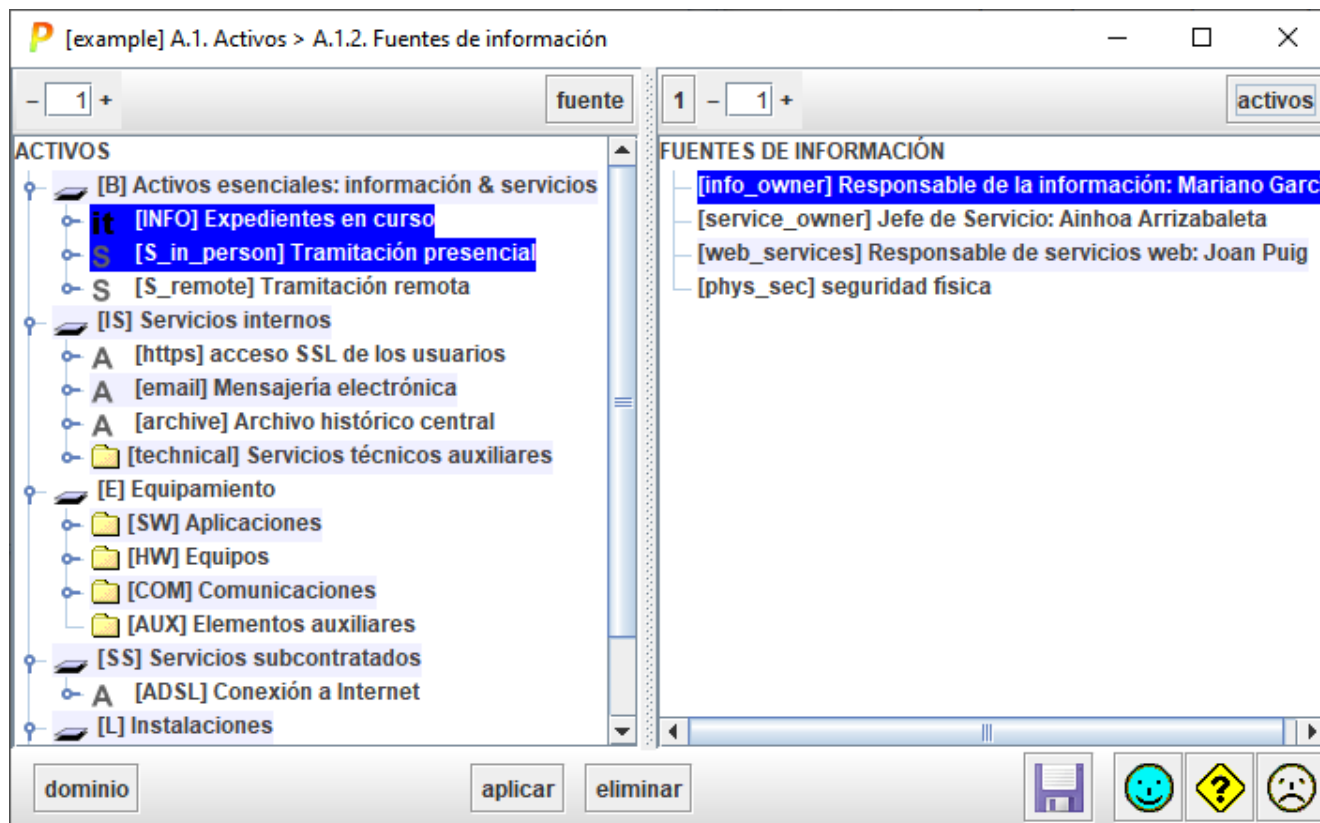 [example] A.1. Activos > A.1.2. Fuentes de información
– 1 + fuente
1 – 1 + activos
ACTIVOS
[B] Activos esenciales: información & servicios
it [INFO] Expedientes en curso
S [S_in_person] Tramitación presencial
S [S_remote] Tramitación remota
[IS] Servicios internos
A [https] acceso SSL de los usuarios
A [email] Mensajería electrónica
A [archive] Archivo histórico central
[technical] Servicios técnicos auxiliares
[E] Equipamiento
[SW] Aplicaciones
[HW] Equipos
[COM] Comunicaciones
[AUX] Elementos auxiliares
[SS] Servicios subcontratados
A [ADSL] Conexión a Internet
[L] Instalaciones
FUENTES DE INFORMACIÓN
[info_owner] Responsable de la información: Mariano Garc
[service_owner] Jefe de Servicio: Ainhoa Arrizabaleta
[web_services] Responsable de servicios web: Joan Puig
[phys_sec] seguridad física
dominio aplicar eliminar ?